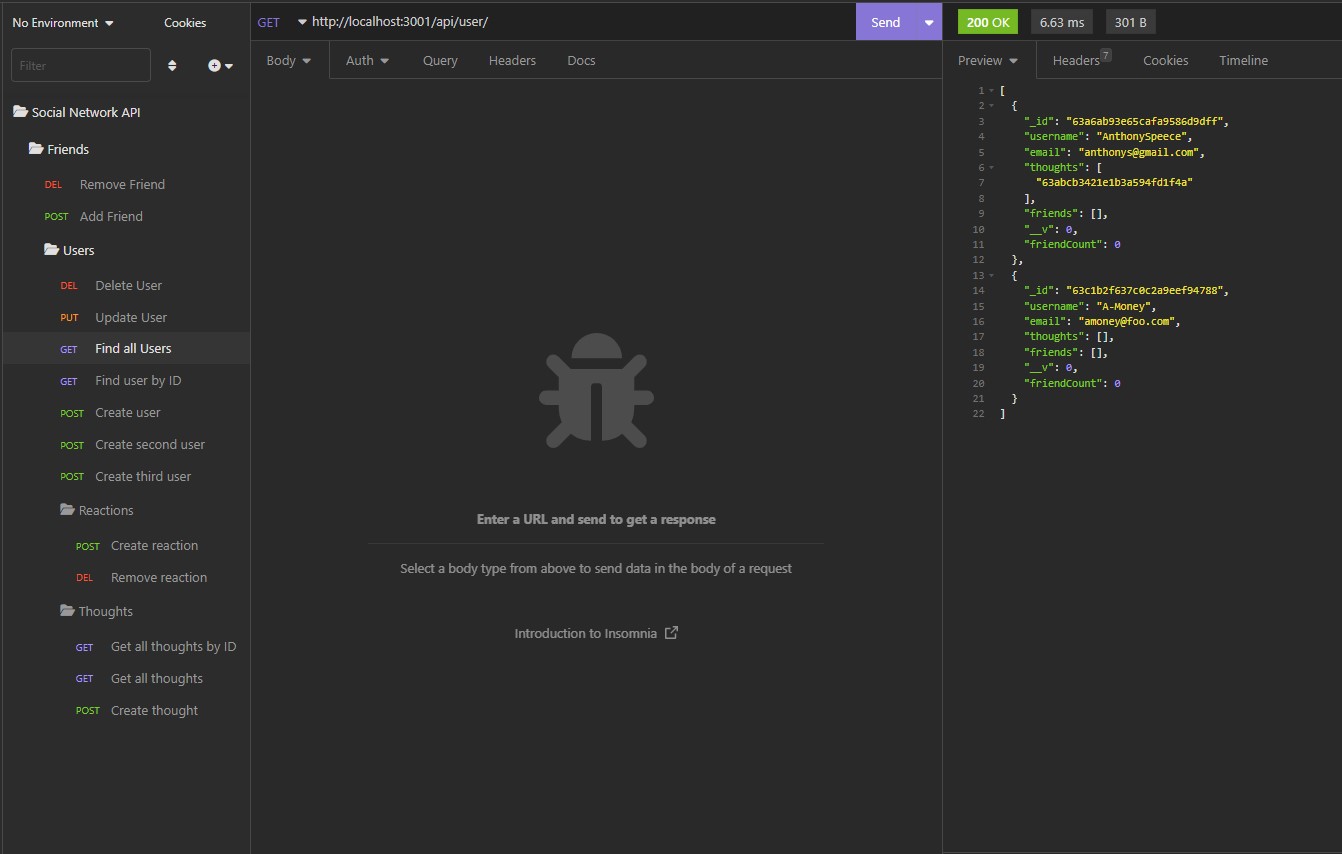 No Environment
Cookies
Filter
Social Network API
Friends
DEL Remove Friend
POST Add Friend
Users
DEL Delete User
PUT Update User
GET Find all Users
GET Find user by ID
POST Create user
POST Create second user
POST Create third user
Reactions
POST Create reaction
DEL Remove reaction
Thoughts
GET Get all thoughts by ID
GET Get all thoughts
POST Create thought
GET http://localhost:3001/api/user/ Send
Body Auth Query Headers Docs
Enter a URL and send to get a response
Select a body type from above to send data in the body of a request
Introduction to Insomnia
200 OK 6.63 ms 301 B
Preview Headers 7 Cookies Timeline
1 [
2 {
3 "_id": "63a6ab93e65cafa9586d9dff",
4 "username": "AnthonySpeece",
5 "email": "anthonys@gmail.com",
6 "thoughts": [
7 "63abcb3421e1b3a594fd1f4a"
8 ],
9 "friends": [],
10 "__v": 0,
11 "friendCount": 0
12 },
13 {
14 "_id": "63c1b2f637c0c2a9eef94788",
15 "username": "A-Money",
16 "email": "amoney@foo.com",
17 "thoughts": [],
18 "friends": [],
19 "__v": 0,
20 "friendCount": 0
21 }
22 ]